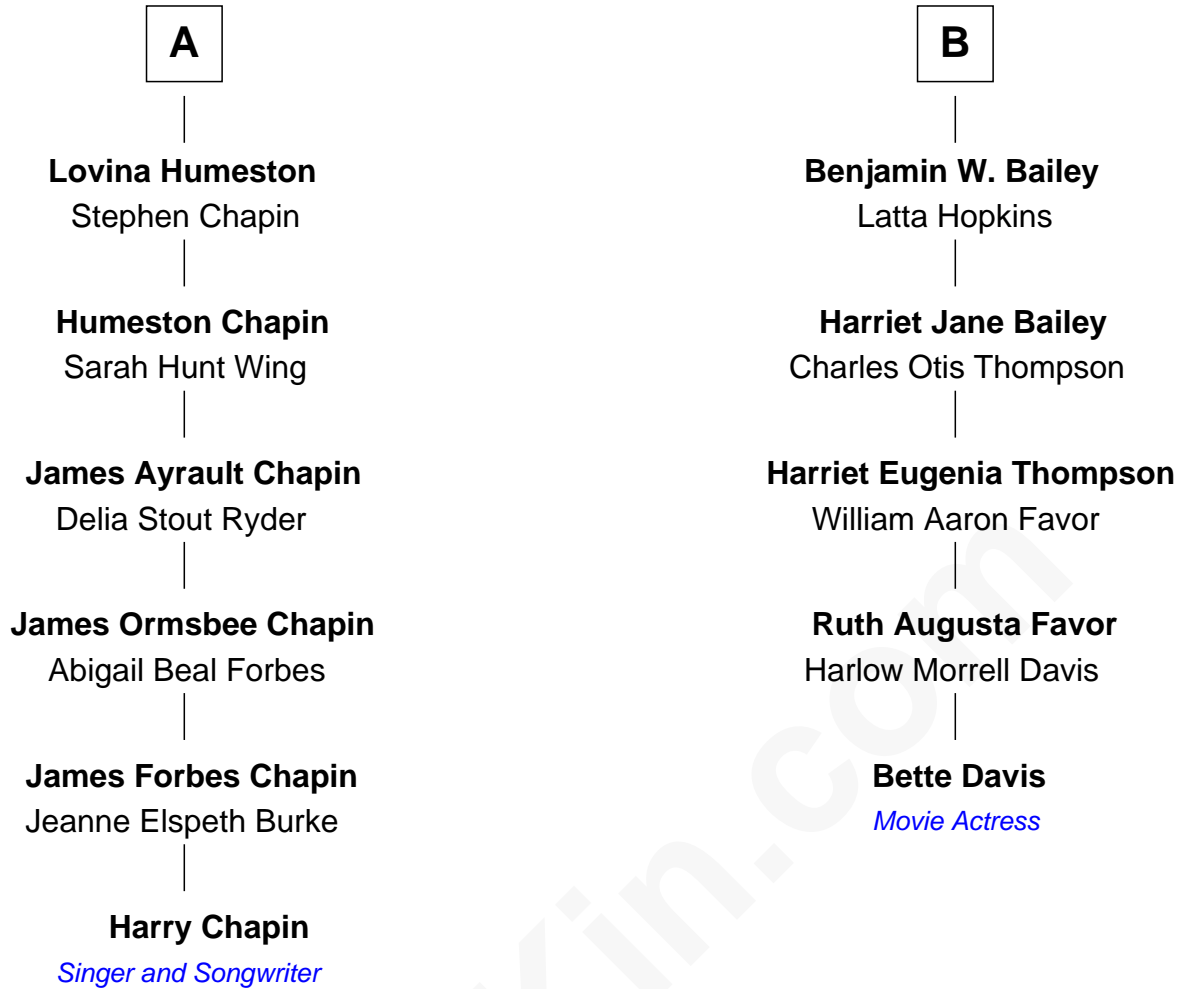 A
Lovina Humeston
Stephen Chapin
Humeston Chapin
Sarah Hunt Wing
James Ayrault Chapin
Delia Stout Ryder
James Ormsbee Chapin
Abigail Beal Forbes
James Forbes Chapin
Jeanne Elspeth Burke
Harry Chapin
Singer and Songwriter
B
Benjamin W. Bailey
Latta Hopkins
Harriet Jane Bailey
Charles Otis Thompson
Harriet Eugenia Thompson
William Aaron Favor
Ruth Augusta Favor
Harlow Morrell Davis
Bette Davis
Movie Actress
Kin.com